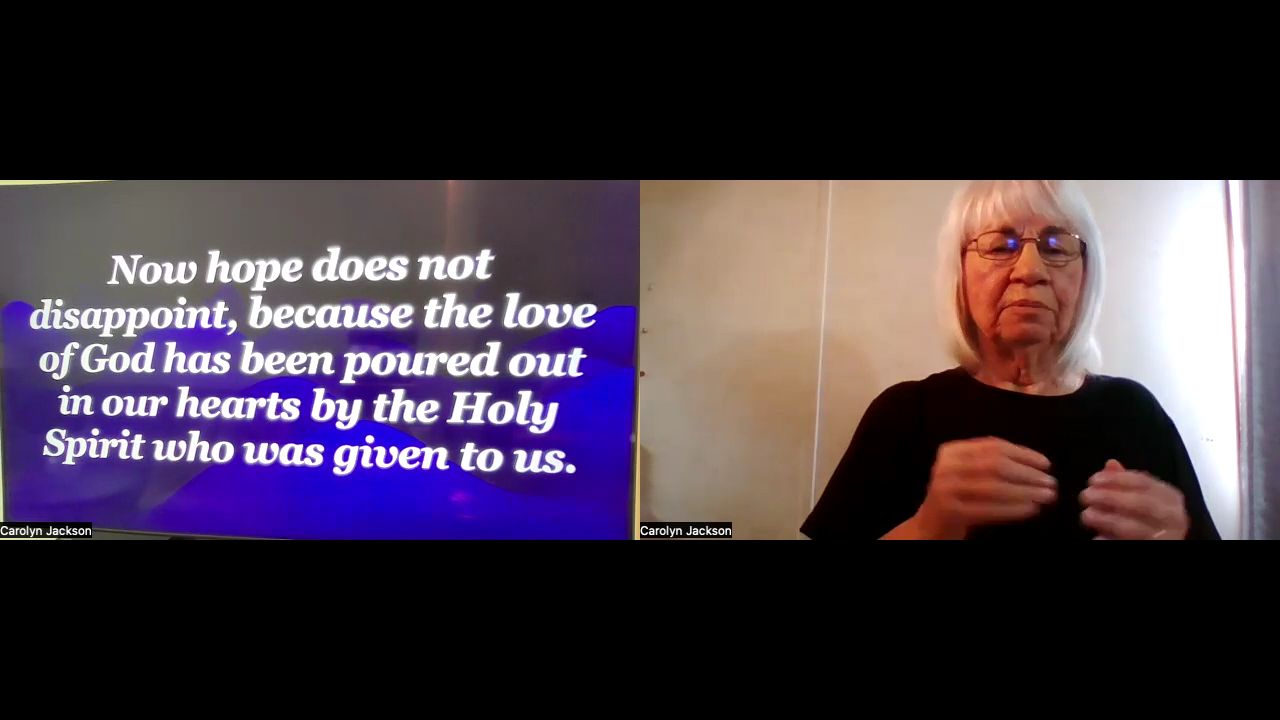 Now hope does not
disappoint, because the love
of God has been poured out
in our hearts by the Holy
Spirit who was given to us.
Carolyn Jackson
Carolyn Jackson